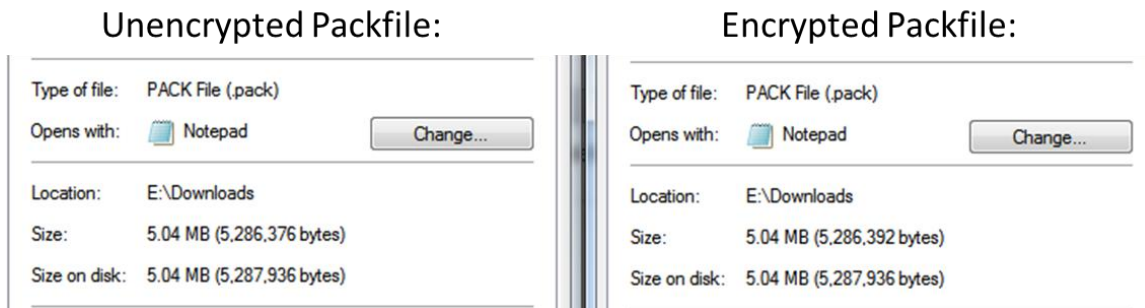 Unencrypted Packfile:
Type of file: PACK File (.pack)
Opens with: Notepad Change...
Location: E:\Downloads
Size: 5.04 MB (5,286,376 bytes)
Size on disk: 5.04 MB (5,287,936 bytes)
Encrypted Packfile:
Type of file: PACK File (.pack)
Opens with: Notepad Change...
Location: E:\Downloads
Size: 5.04 MB (5,286,392 bytes)
Size on disk: 5.04 MB (5,287,936 bytes)